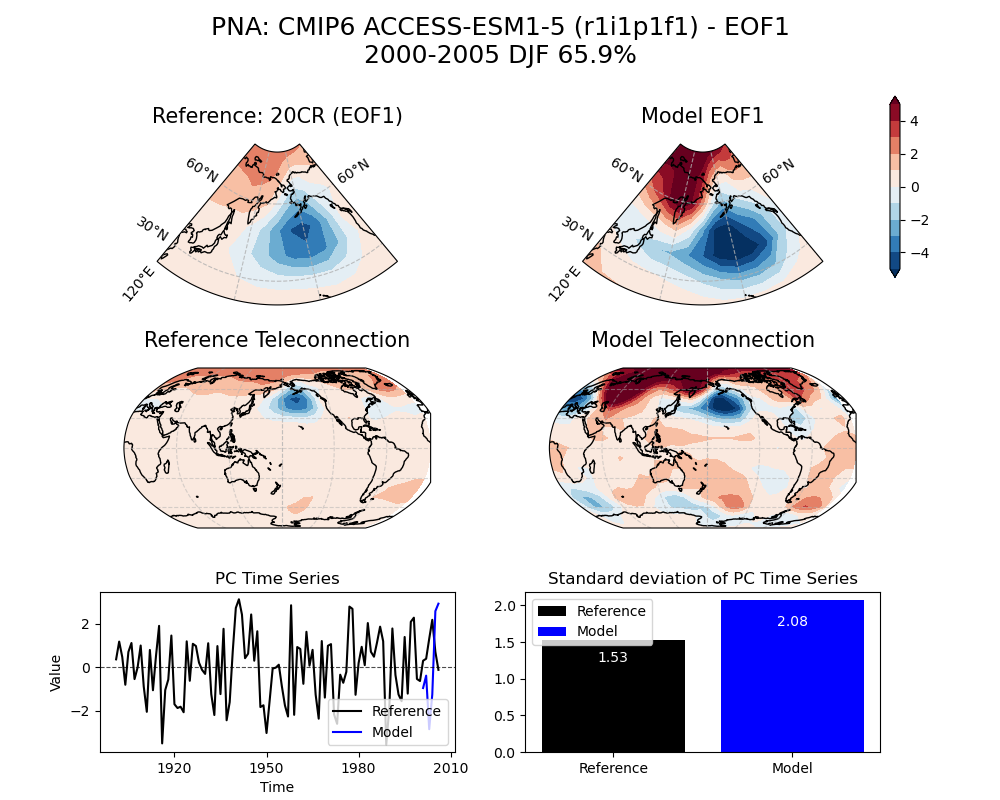 PNA: CMIP6 ACCESS-ESM1-5 (r1i1p1f1) - EOF1
2000-2005 DJF 65.9%
Reference: 20CR (EOF1)
Model EOF1
60°N
60°N
30°N
120°E
60°N
60°N
30°N
120°E
4
2
0
−2
−4
Reference Teleconnection
Model Teleconnection
PC Time Series
Value
2
0
−2
1920
1950
1980
2010
Time
Reference
Model
Standard deviation of PC Time Series
2.0
1.5
1.0
0.5
0.0
Reference
Model
1.53
2.08
Reference
Model